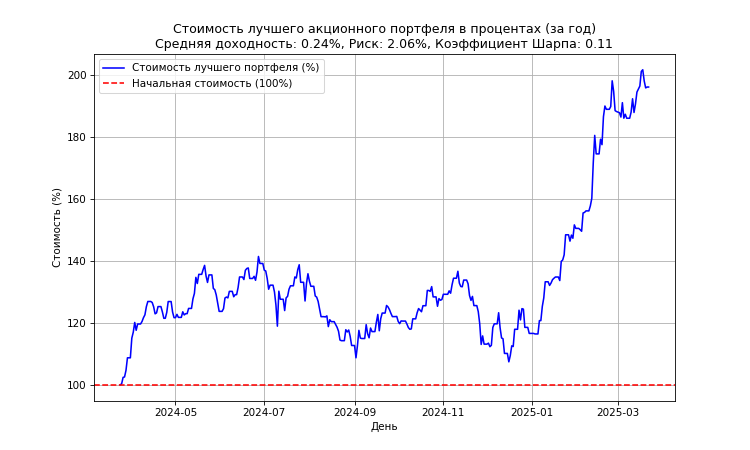 Стоимость лучшего акционного портфеля в процентах (за год)
Средняя доходность: 0.24%, Риск: 2.06%, Коэффициент Шарпа: 0.11
Стоимость лучшего портфеля (%)
Начальная стоимость (100%)
Стоимость (%)
200
180
160
140
120
100
2024-05
2024-07
2024-09
2024-11
2025-01
2025-03
День